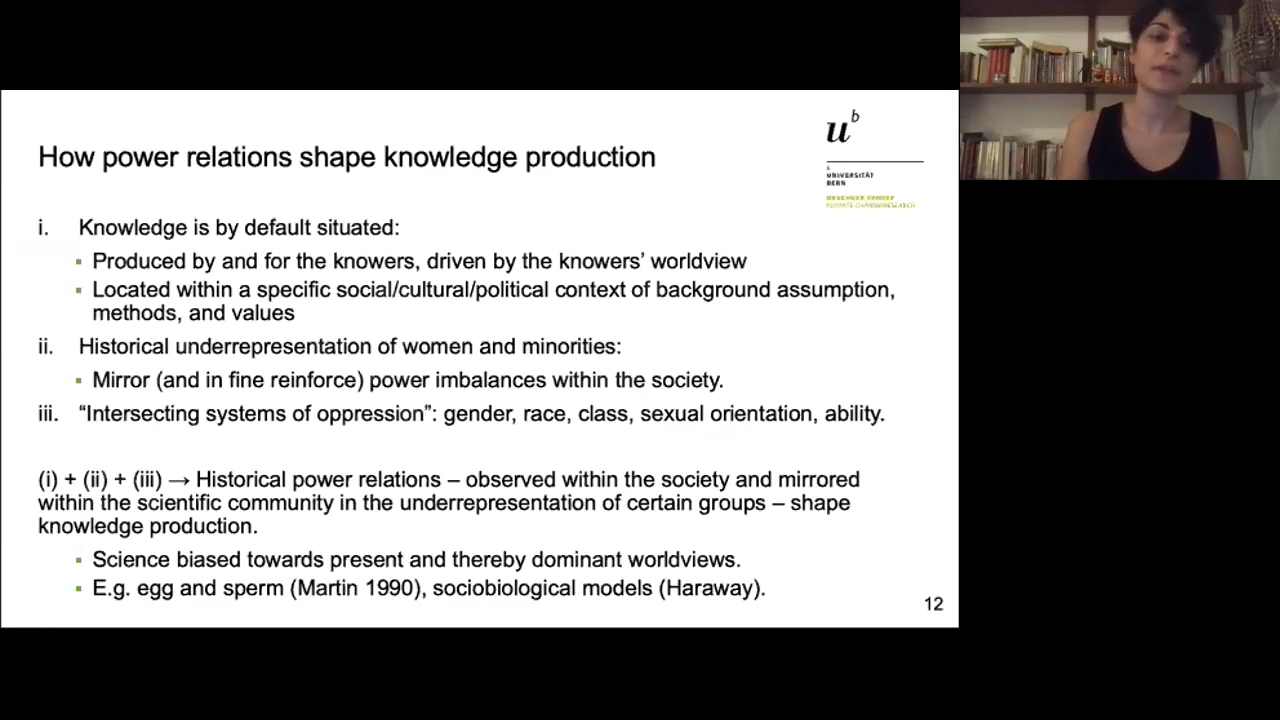 How power relations shape knowledge production
u^b
b
UNIVERSITÄT
BERN
OESCHGER CENTRE
CLIMATE CHANGE RESEARCH
i. Knowledge is by default situated:
▪ Produced by and for the knowers, driven by the knowers’ worldview
▪ Located within a specific social/cultural/political context of background assumption,
methods, and values
ii. Historical underrepresentation of women and minorities:
▪ Mirror (and in fine reinforce) power imbalances within the society.
iii. “Intersecting systems of oppression”: gender, race, class, sexual orientation, ability.
(i) + (ii) + (iii) → Historical power relations – observed within the society and mirrored
within the scientific community in the underrepresentation of certain groups – shape
knowledge production.
▪ Science biased towards present and thereby dominant worldviews.
▪ E.g. egg and sperm (Martin 1990), sociobiological models (Haraway).
12